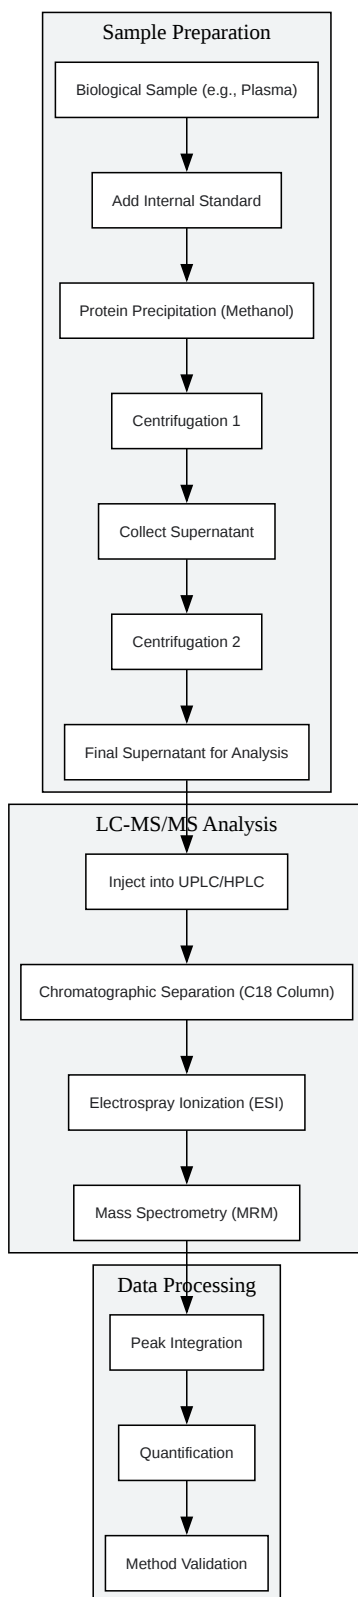 Sample Preparation
Biological Sample (e.g., Plasma)
Add Internal Standard
Protein Precipitation (Methanol)
Centrifugation 1
Collect Supernatant
Centrifugation 2
Final Supernatant for Analysis
LC-MS/MS Analysis
Inject into UPLC/HPLC
Chromatographic Separation (C18 Column)
Electrospray Ionization (ESI)
Mass Spectrometry (MRM)
Data Processing
Peak Integration
Quantification
Method Validation